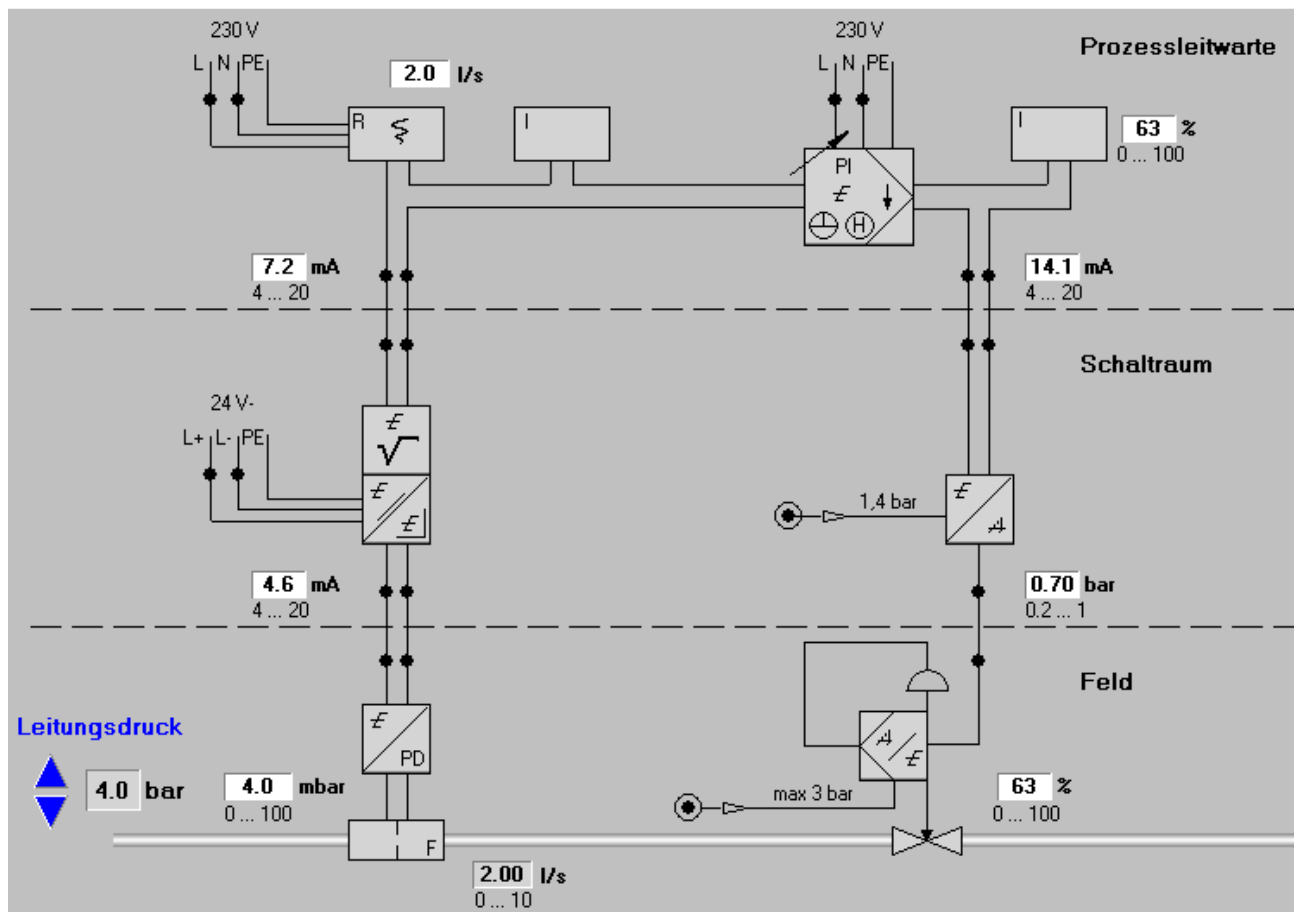 230 V
230 V
Prozessleitwarte
L N PE
L N PE
2.0 l/s
R
I
I
63 %
0 ... 100
PI
E
H
7.2 mA
4 ... 20
14.1 mA
4 ... 20
Schaltraum
24 V-
L+ L- PE
E
√
E
E
1,4 bar
E
A
4.6 mA
4 ... 20
0.70 bar
0.2 ... 1
Feld
Leitungsdruck
4.0 bar
E
PD
A
E
4.0 mbar
0 ... 100
max 3 bar
63 %
0 ... 100
F
2.00 l/s
0 ... 10